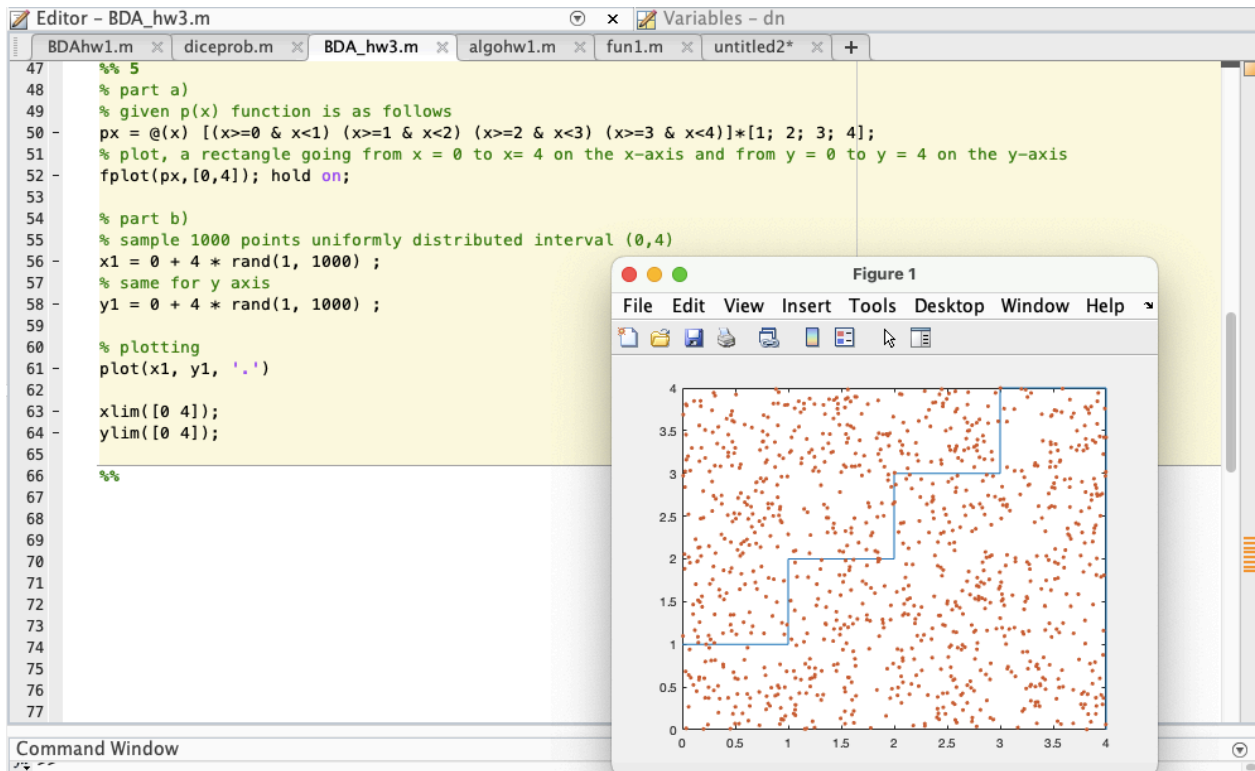 Editor – BDA_hw3.m
Variables – dn
BDAhw1.m diceprob.m BDA_hw3.m algohw1.m fun1.m untitled2* +
47 %% 5
48 % part a)
49 % given p(x) function is as follows
50 – px = @(x) [(x>=0 & x<1) (x>=1 & x<2) (x>=2 & x<3) (x>=3 & x<4)]*[1; 2; 3; 4];
51 % plot, a rectangle going from x = 0 to x= 4 on the x-axis and from y = 0 to y = 4 on the y-axis
52 – fplot(px,[0,4]); hold on;
53
54 % part b)
55 % sample 1000 points uniformly distributed interval (0,4)
56 – x1 = 0 + 4 * rand(1, 1000) ;
57 % same for y axis
58 – y1 = 0 + 4 * rand(1, 1000) ;
59
60 % plotting
61 – plot(x1, y1, '.')
62
63 – xlim([0 4]);
64 – ylim([0 4]);
65
66 %%
67
68
69
70
71
72
73
74
75
76
77
Figure 1
File Edit View Insert Tools Desktop Window Help
4
3.5
3
2.5
2
1.5
1
0.5
0
0 0.5 1 1.5 2 2.5 3 3.5 4
Command Window